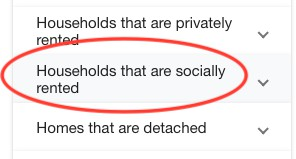 Households that are privately
rented
Households that are socially
rented
Homes that are detached